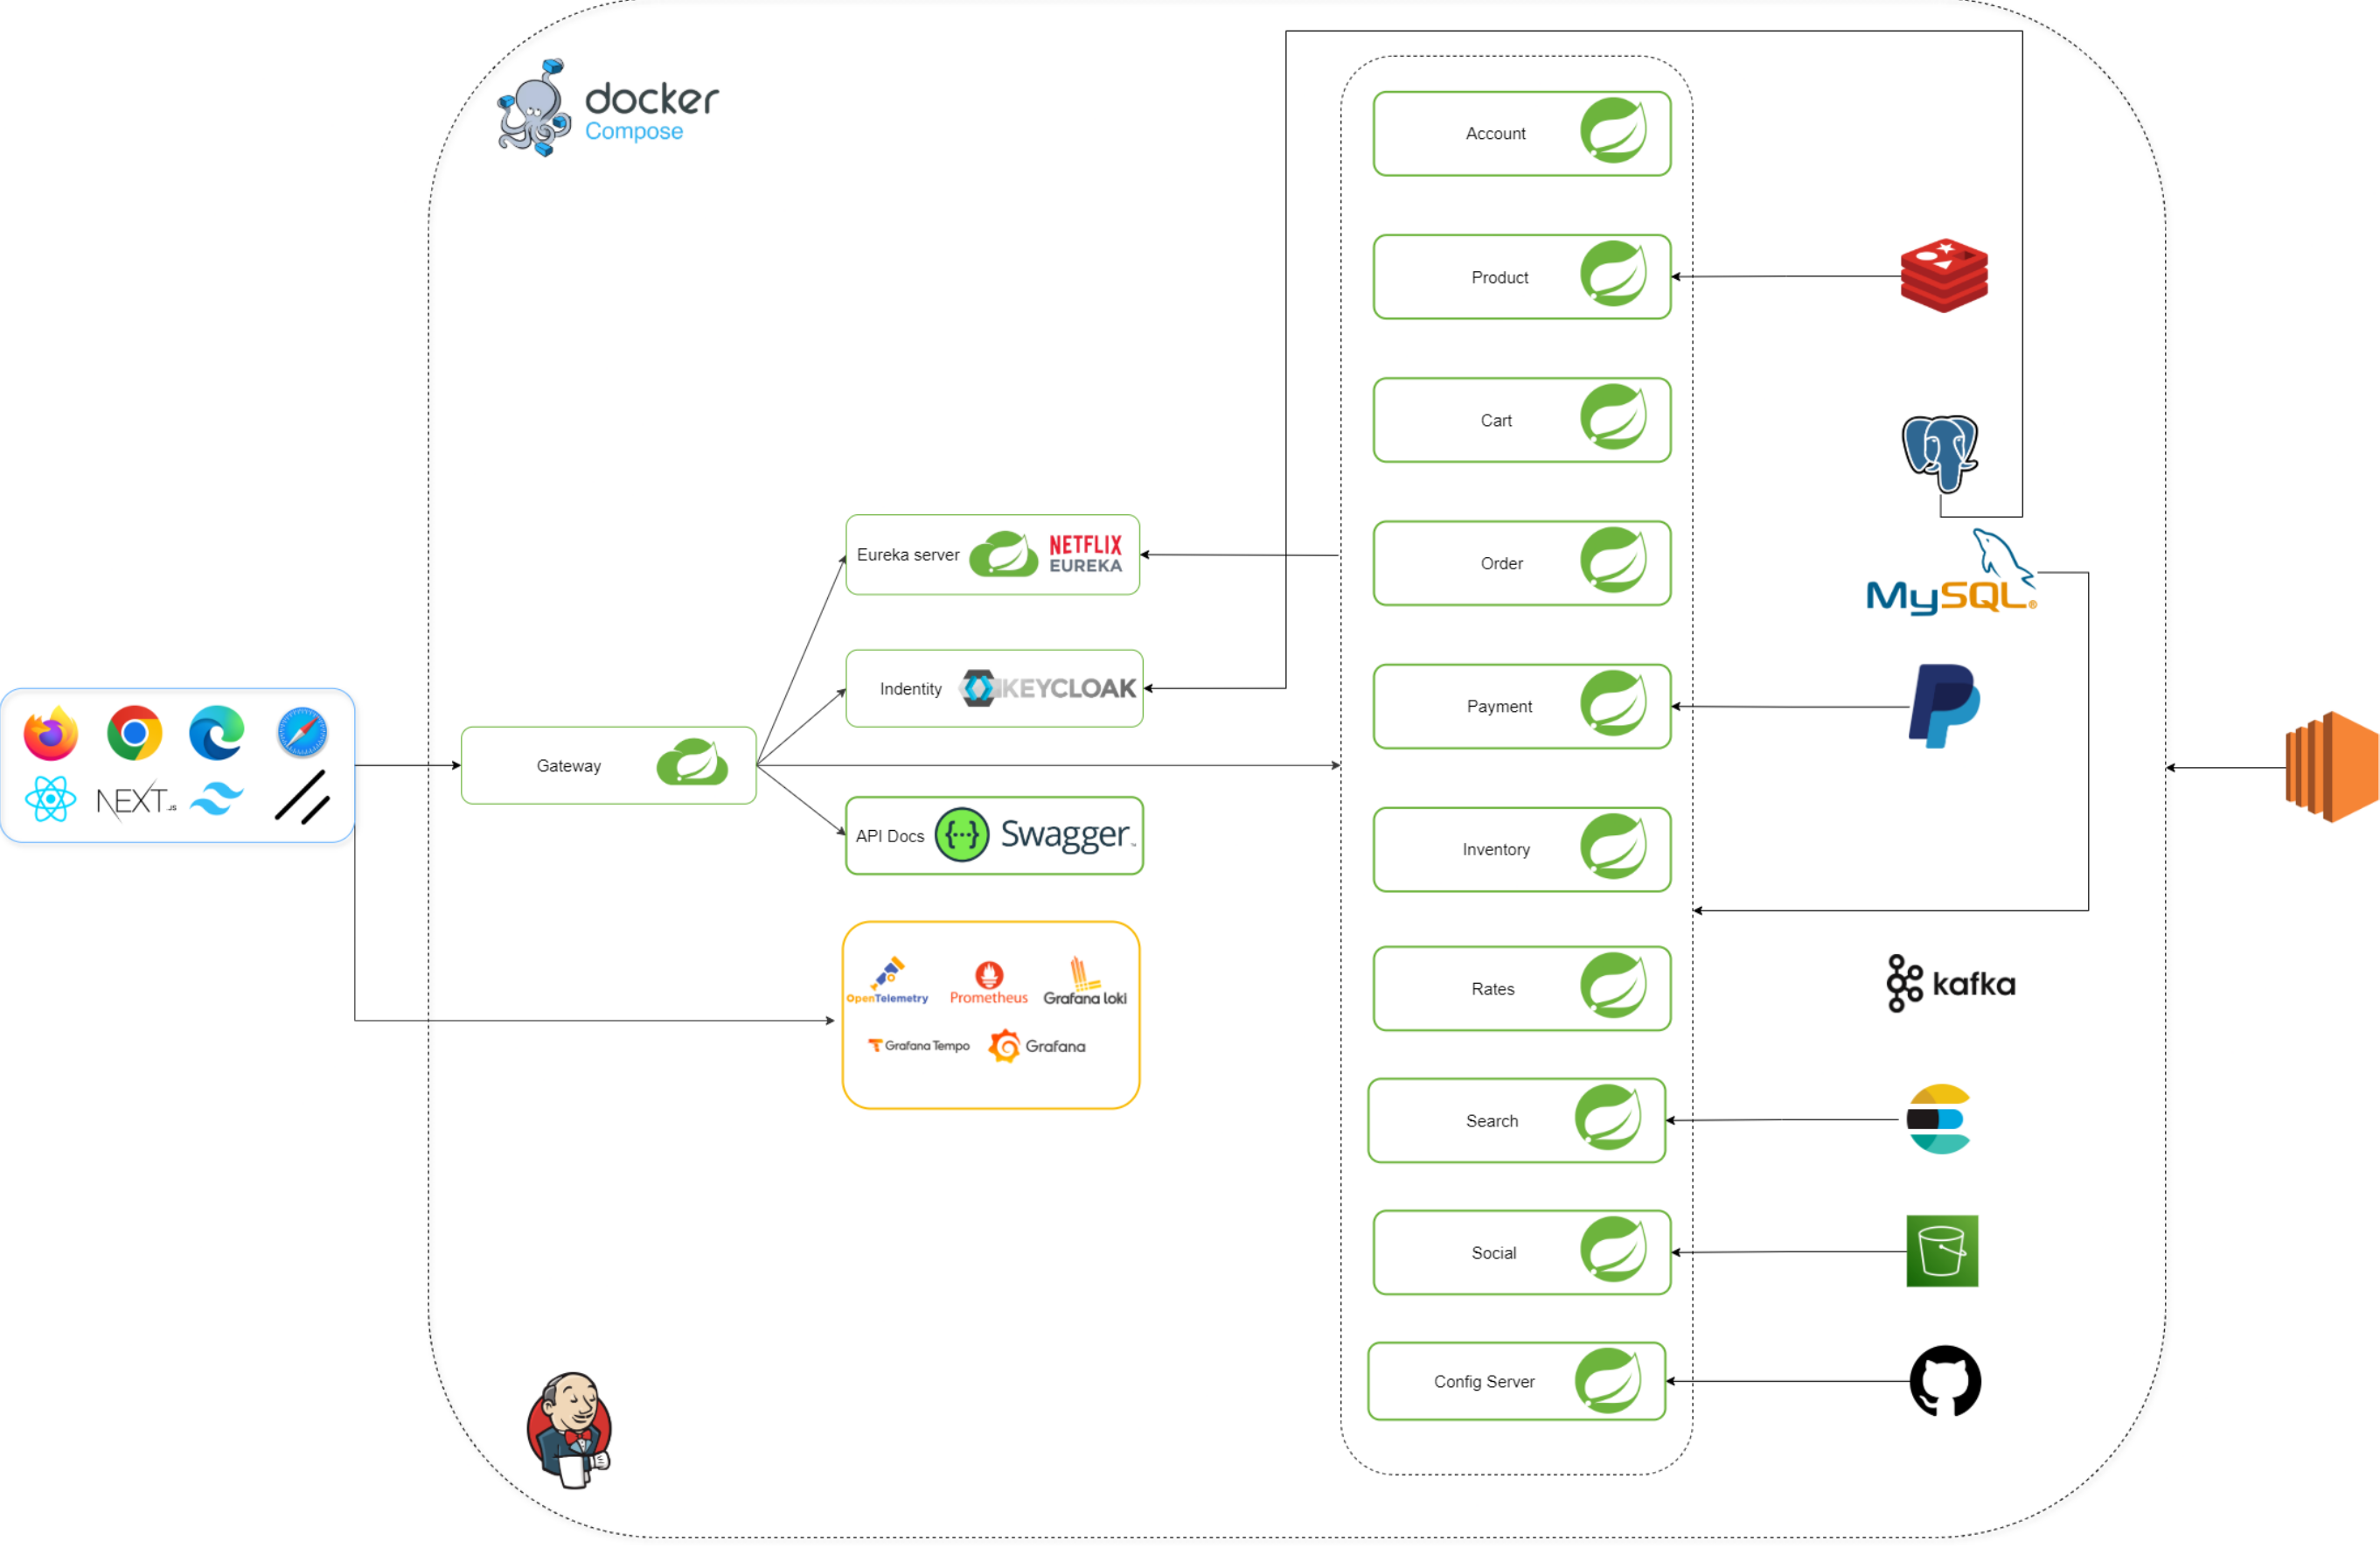 docker
Compose
Account
Product
Cart
Eureka server
NETFLIX
EUREKA
Order
MySQL®
Indentity
KEYCLOAK
Payment
NEXT.JS
Gateway
API Docs
{···}
Swagger™
Inventory
OpenTelemetry
Prometheus
Grafana loki
Rates
kafka
Grafana Tempo
Grafana
Search
Social
Config Server